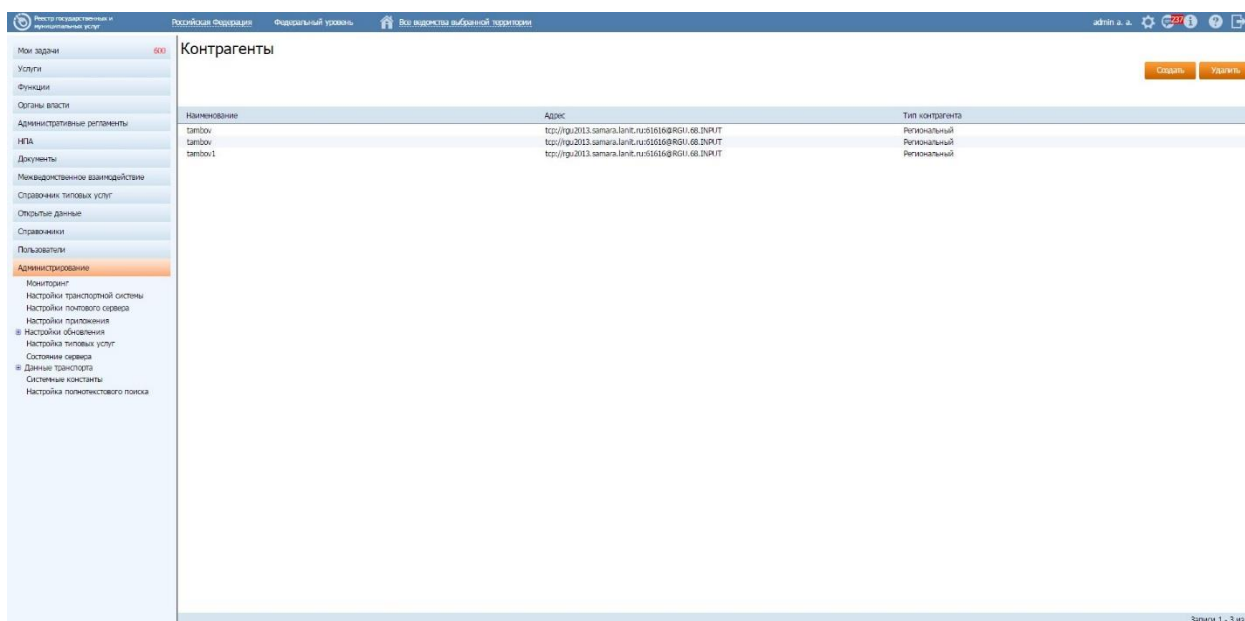 Реестр государственных и
муниципальных услуг
Российская Федерация Федеральный уровень Все ведомства выбранной территории admin a. a. 237
Мои задачи 600
Услуги
Функции
Органы власти
Административные регламенты
НПА
Документы
Межведомственное взаимодействие
Справочник типовых услуг
Открытые данные
Справочники
Пользователи
Администрирование
Мониторинг
Настройки транспортной системы
Настройки почтового сервера
Настройки приложения
Настройки обновления
Настройка типовых услуг
Состояние сервера
Данные транспорта
Системные константы
Настройка полнотекстового поиска
Контрагенты
Создать Удалить
Наименование Адрес Тип контрагента
tambov tcp://rgu2013.samara.lanit.ru:61616@RGU.68.INPUT Региональный
tambov tcp://rgu2013.samara.lanit.ru:61616@RGU.68.INPUT Региональный
tambov1 tcp://rgu2013.samara.lanit.ru:61616@RGU.68.INPUT Региональный
Записи 1 - 3 из